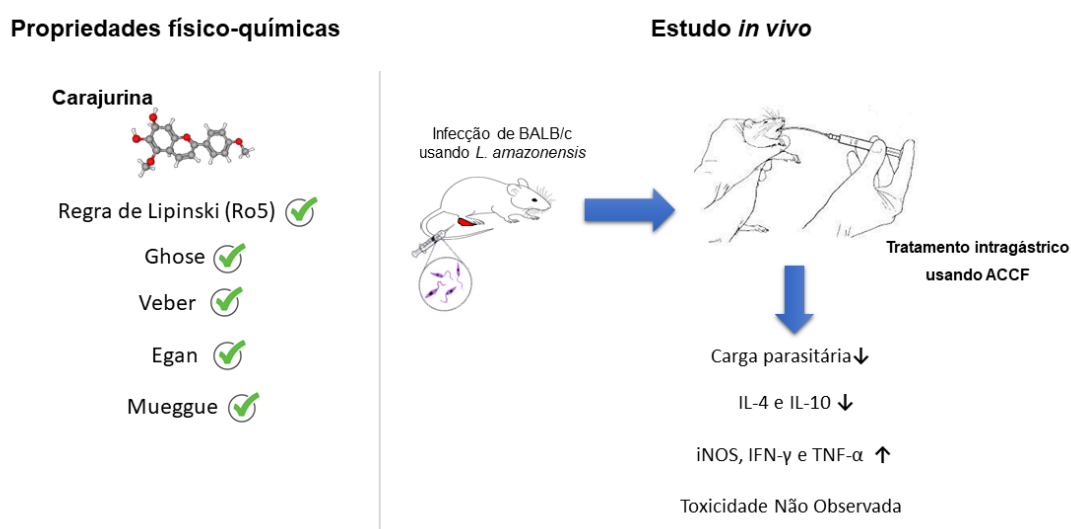 Propriedades físico-químicas
Carajurina
Regra de Lipinski (Ro5)
Ghose
Veber
Egan
Mueggue
Estudo in vivo
Infecção de BALB/c
usando L. amazonensis
Tratamento intragástrico
usando ACCF
Carga parasitária↓
IL-4 e IL-10 ↓
iNOS, IFN-γ e TNF-α ↑
Toxicidade Não Observada